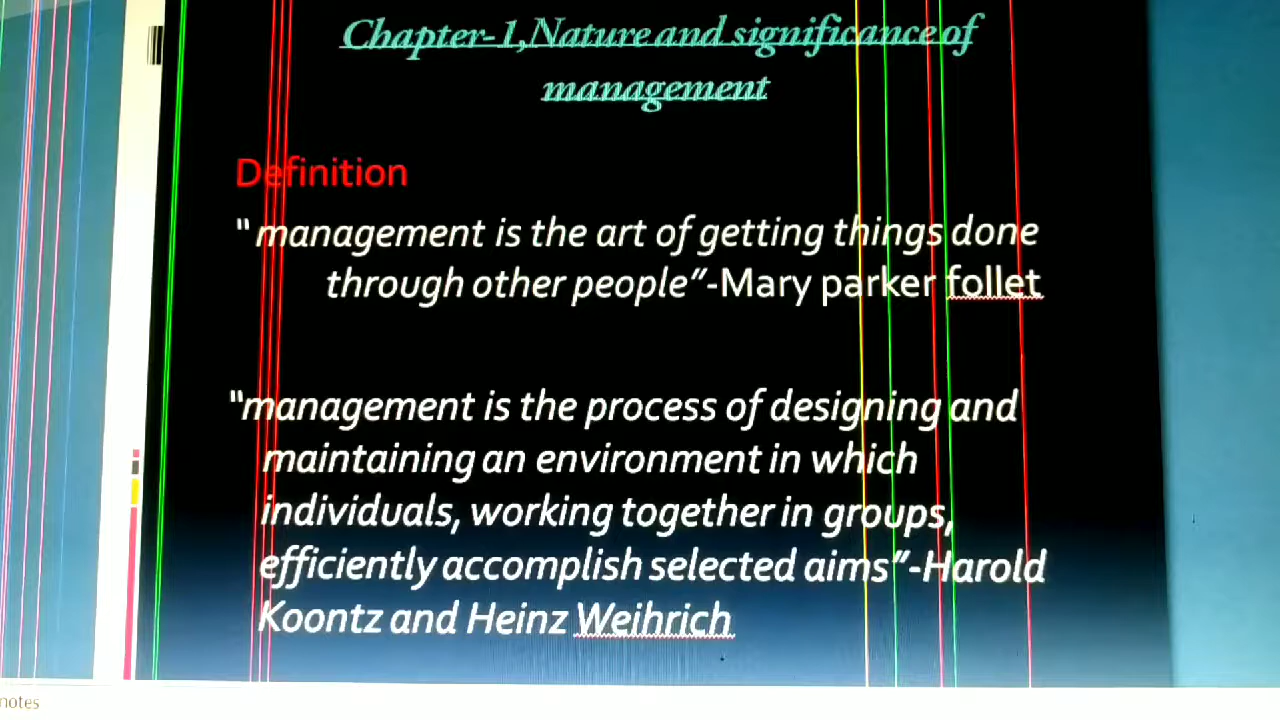 Chapter-1,Nature and significance of
management
Definition
"management is the art of getting things done
through other people"-Mary parker follet
"management is the process of designing and
maintaining an environment in which
individuals, working together in groups,
efficiently accomplish selected aims"-Harold
Koontz and Heinz Weihrich
notes